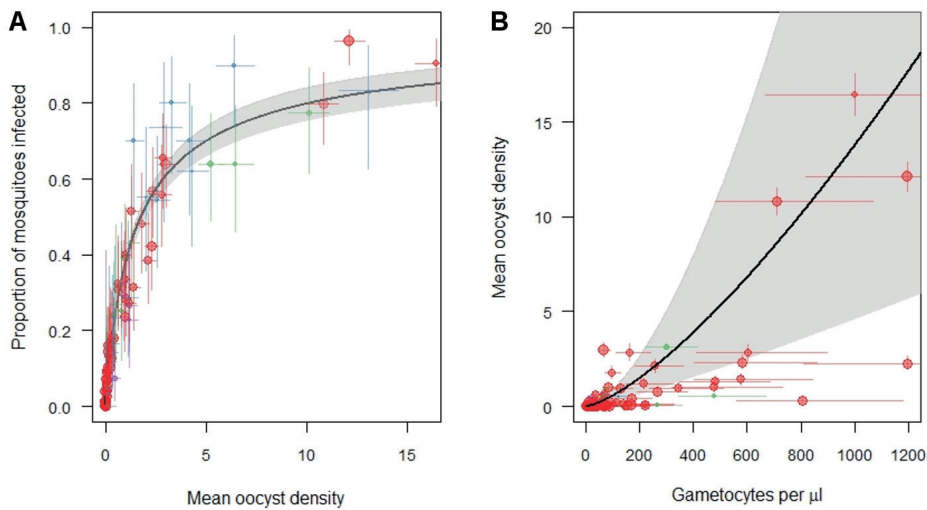 A
B
Proportion of mosquitoes infected
1.0
0.8
0.6
0.4
0.2
0.0
0 5 10 15
Mean oocyst density
Mean oocyst density
20
15
10
5
0
0 200 400 600 800 1000 1200
Gametocytes per μl